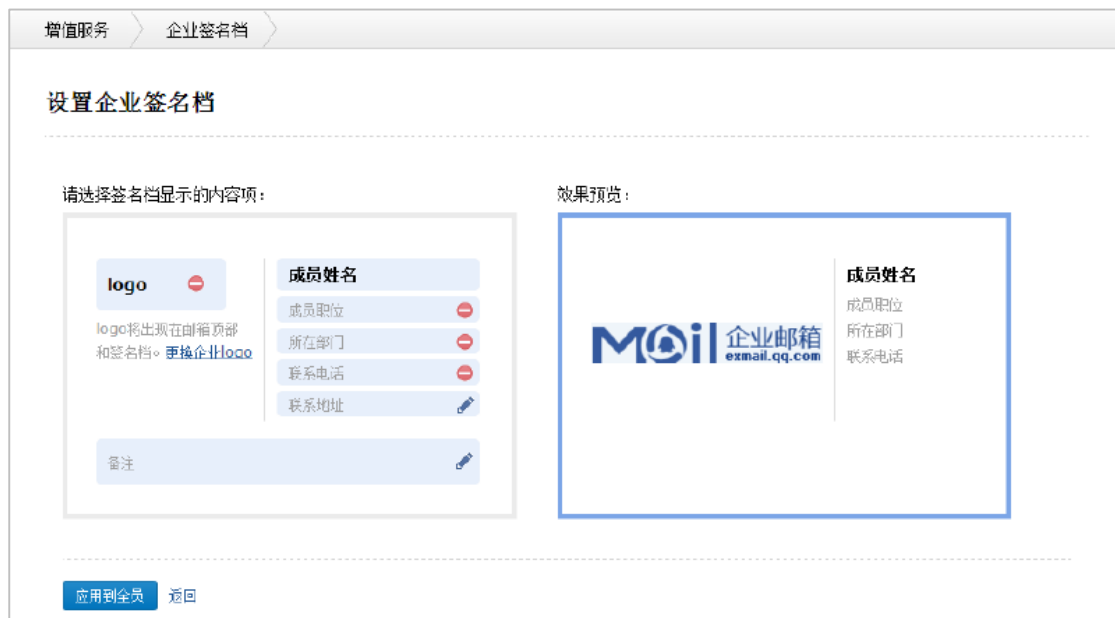 增值服务 企业签名档
设置企业签名档
请选择签名档显示的内容项：
logo
logo将出现在邮箱顶部
和签名档。更换企业logo
成员姓名
成员职位
所在部门
联系电话
联系地址
备注
效果预览：
MOil 企业邮箱
exmail.qq.com
成员姓名
成员职位
所在部门
联系电话
应用到全员 返回